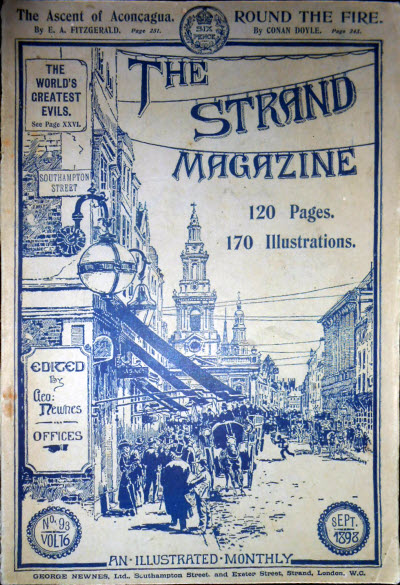 The Ascent of Aconcagua.
By E. A. FITZGERALD. Page 251.
SIX
PENCE
ROUND THE FIRE.
By CONAN DOYLE. Page 243.
THE
WORLD'S
GREATEST
EVILS.
See Page XXVI.
THE
STRAND
MAGAZINE
SOUTHAMPTON
STREET
120 Pages.
170 Illustrations.
EDITED
By
Geo:
Newnes
OFFICES
No. 93
VOL 16
SEPT.
1898
AN · ILLUSTRATED · MONTHLY
GEORGE NEWNES, Ltd., Southampton Street, and Exeter Street, Strand, London, W.C.